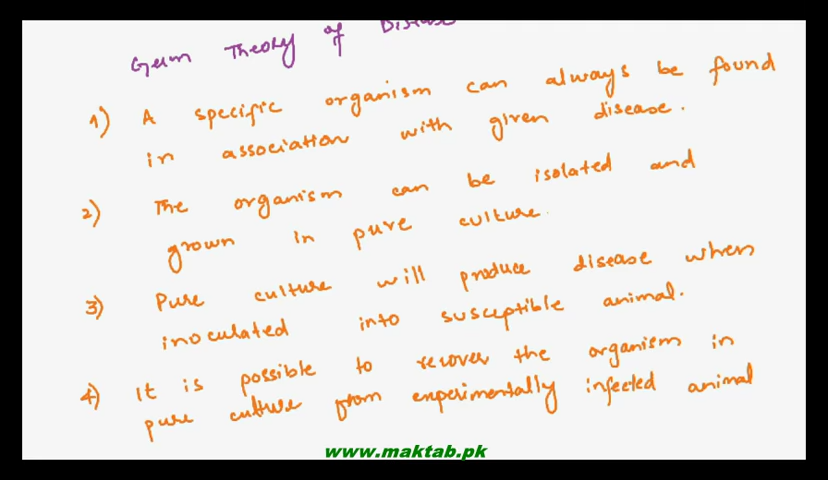 Germ Theory of Disease
1) A specific organism can always be found
in association with given disease.
2) The organism can be isolated and
grown in pure culture.
3) Pure culture will produce disease when
inoculated into susceptible animal.
4) It is possible to recover the organism in
pure culture from experimentally infected animal
www.maktab.pk